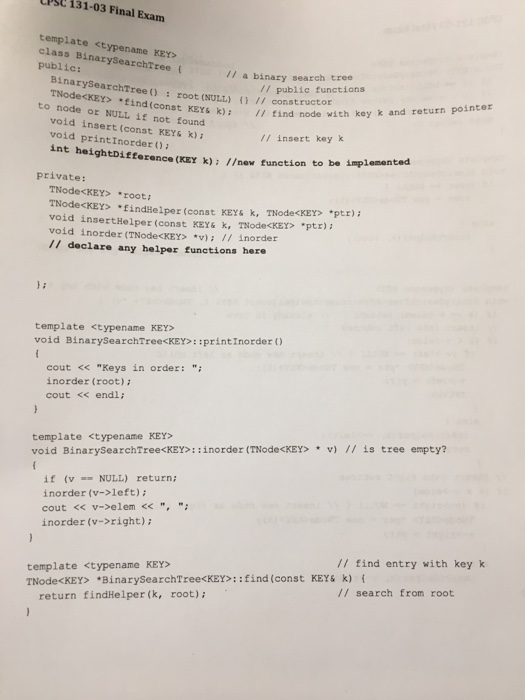 CPSC 131-03 Final Exam
template <typename KEY>
class BinarySearchTree { // a binary search tree
public: // public functions
BinarySearchTree() : root(NULL) {} // constructor
TNode<KEY> *find(const KEY& k); // find node with key k and return pointer
to node or NULL if not found
void insert(const KEY& k); // insert key k
void printInorder();
int heightDifference(KEY k); //new function to be implemented
private:
TNode<KEY> *root;
TNode<KEY> *findHelper(const KEY& k, TNode<KEY> *ptr);
void insertHelper(const KEY& k, TNode<KEY> *ptr);
void inorder(TNode<KEY> *v); // inorder
// declare any helper functions here
};
template <typename KEY>
void BinarySearchTree<KEY>::printInorder()
{
cout << "Keys in order: ";
inorder(root);
cout << endl;
}
template <typename KEY>
void BinarySearchTree<KEY>::inorder(TNode<KEY> * v) // is tree empty?
{
if (v == NULL) return;
inorder(v->left);
cout << v->elem << ", ";
inorder(v->right);
}
template <typename KEY> // find entry with key k
TNode<KEY> *BinarySearchTree<KEY>::find(const KEY& k) {
return findHelper(k, root); // search from root
}